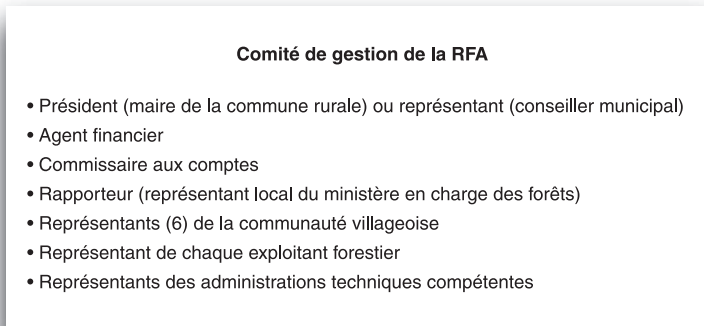 Comité de gestion de la RFA
• Président (maire de la commune rurale) ou représentant (conseiller municipal)
• Agent financier
• Commissaire aux comptes
• Rapporteur (représentant local du ministère en charge des forêts)
• Représentants (6) de la communauté villageoise
• Représentant de chaque exploitant forestier
• Représentants des administrations techniques compétentes